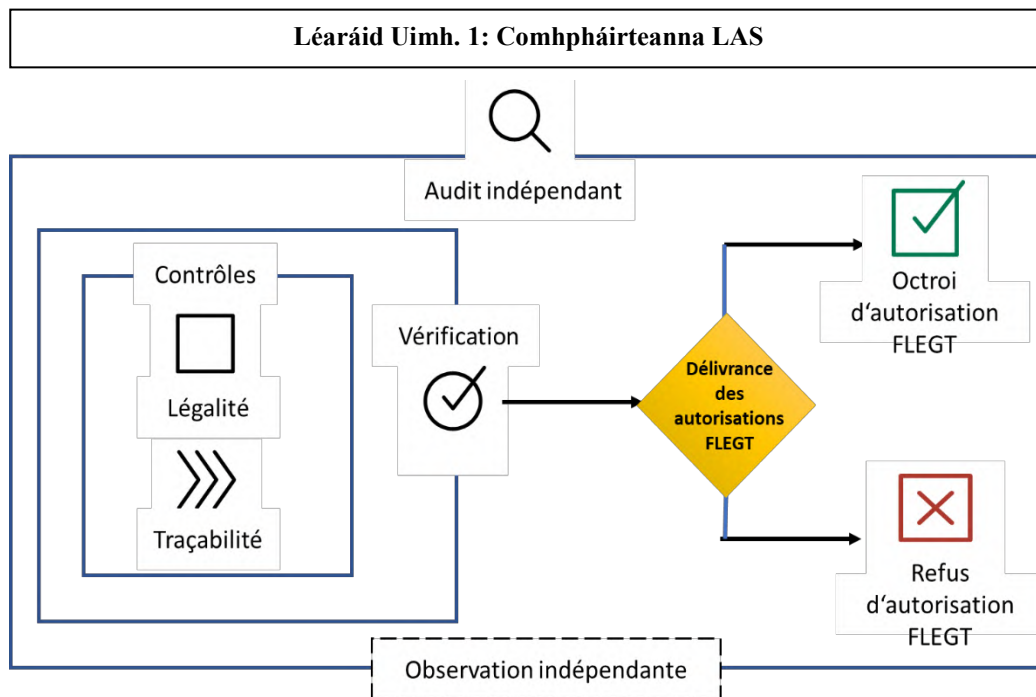 Léaráid Uimh. 1: Comhpháirteanna LAS
Audit indépendant
Contrôles
Légalité
Traçabilité
Vérification
Délivrance
des
autorisations
FLEGT
Octroi
d‘autorisation
FLEGT
Refus
d‘autorisation
FLEGT
Observation indépendante